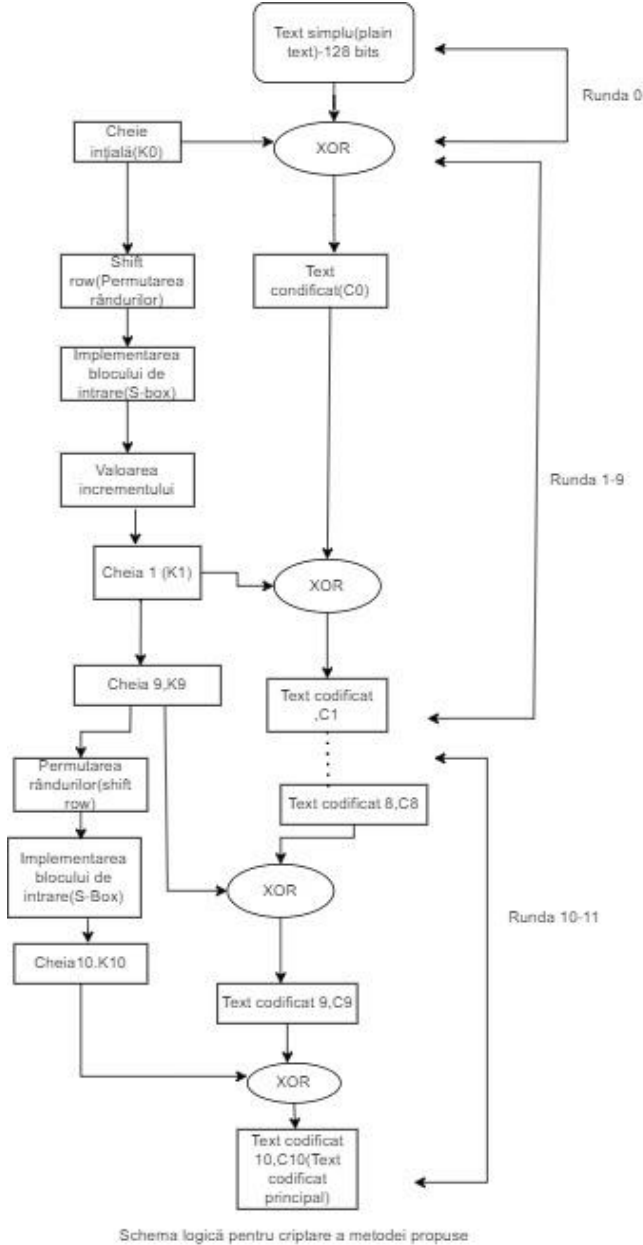 Text simplu(plain
text)-128 bits
Runda 0
Cheie
ințială(K0)
XOR
Shift
row(Permutarea
rândurilor)
Text
condificat(C0)
Implementarea
blocului de
intrare(S-box)
Valoarea
incrementului
Runda 1-9
Cheia 1 (K1)
XOR
Cheia 9,K9
Text codificat
,C1
Permutarea
rândurilor(shift
row)
Text codificat 8,C8
Implementarea
blocului de
intrare(S-Box)
XOR
Runda 10-11
Cheia10.K10
Text codificat 9,C9
XOR
Text codificat
10,C10(Text
codificat
principal)
Schema logică pentru criptare a metodei propuse